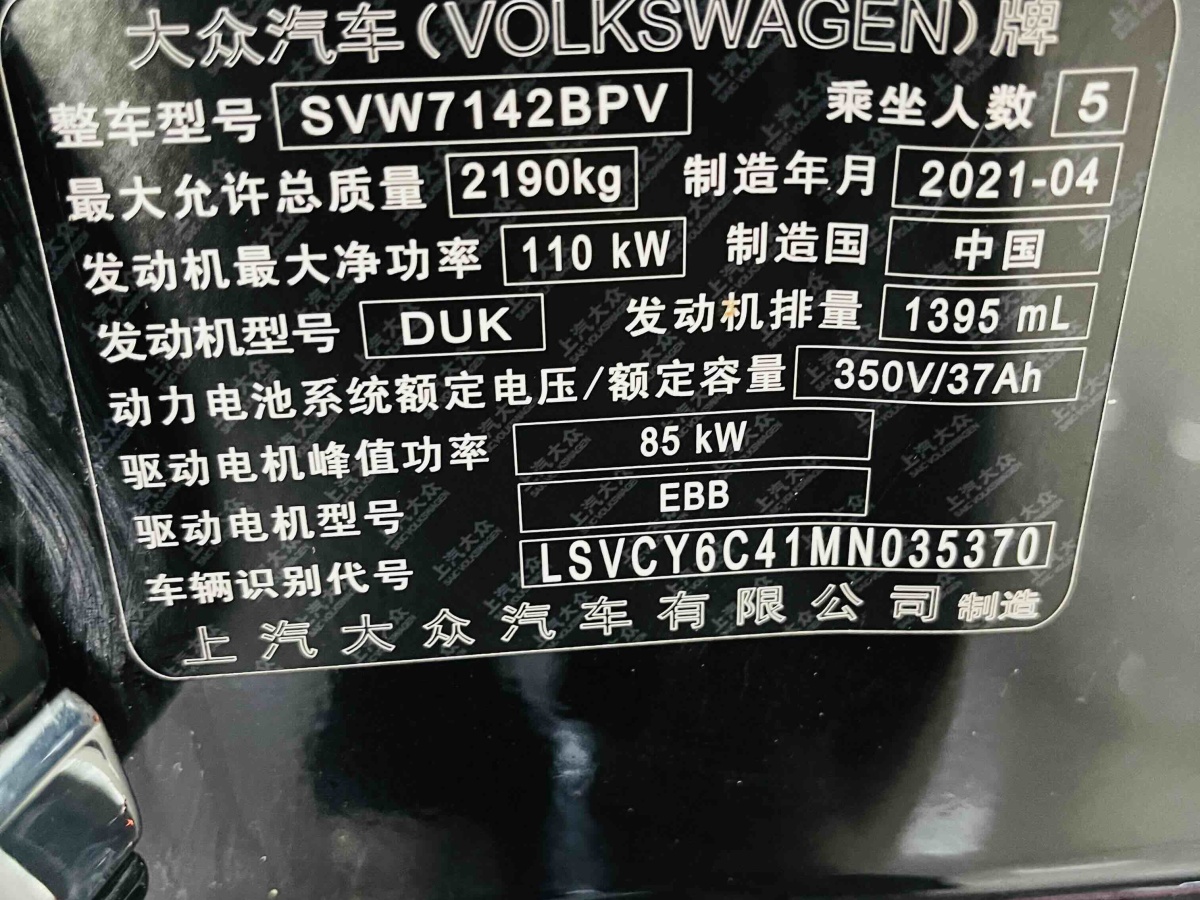 大众汽车(VOLKSWAGEN)牌
整车型号 SVW7142BPV 乘坐人数 5
最大允许总质量 2190kg 制造年月 2021-04
发动机最大净功率 110 kW 制造国 中国
发动机型号 DUK 发动机排量 1395 mL
动力电池系统额定电压/额定容量 350V/37Ah
驱动电机峰值功率 85 kW
驱动电机型号 EBB
车辆识别代号 LSVCY6C41MN035370
上汽大众汽车有限公司 制造